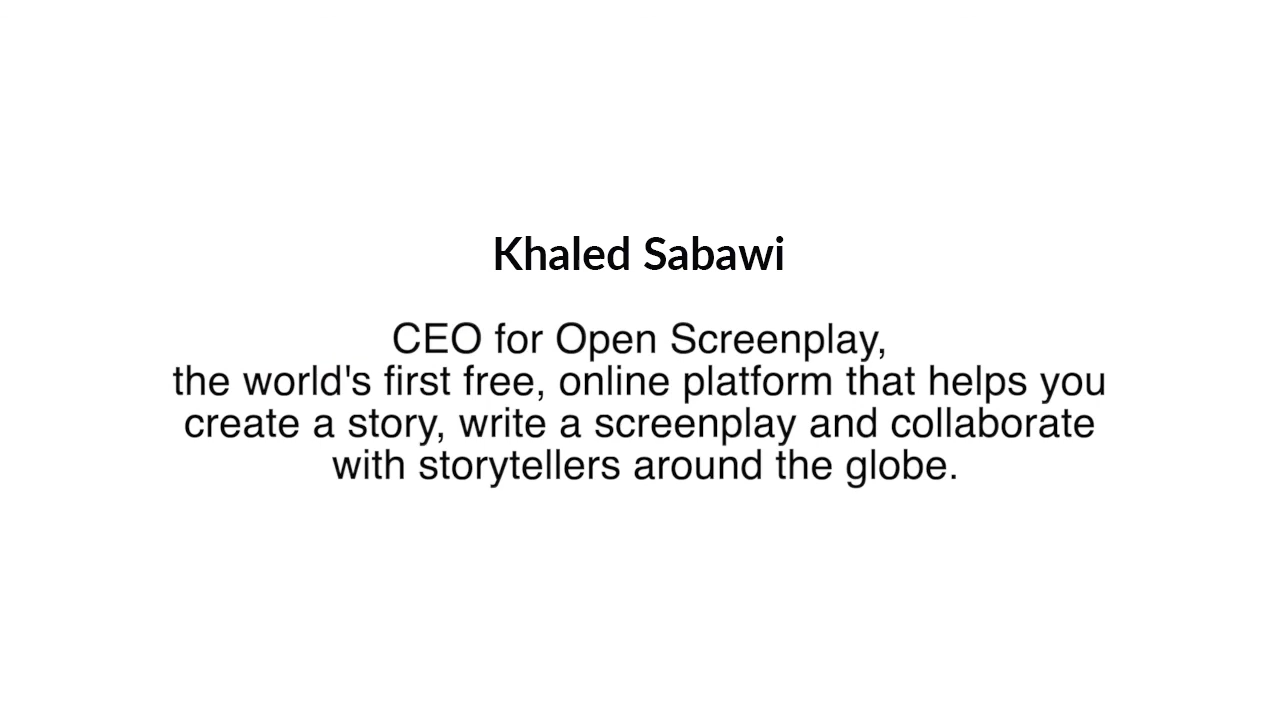 Khaled Sabawi
CEO for Open Screenplay,
the world's first free, online platform that helps you
create a story, write a screenplay and collaborate
with storytellers around the globe.